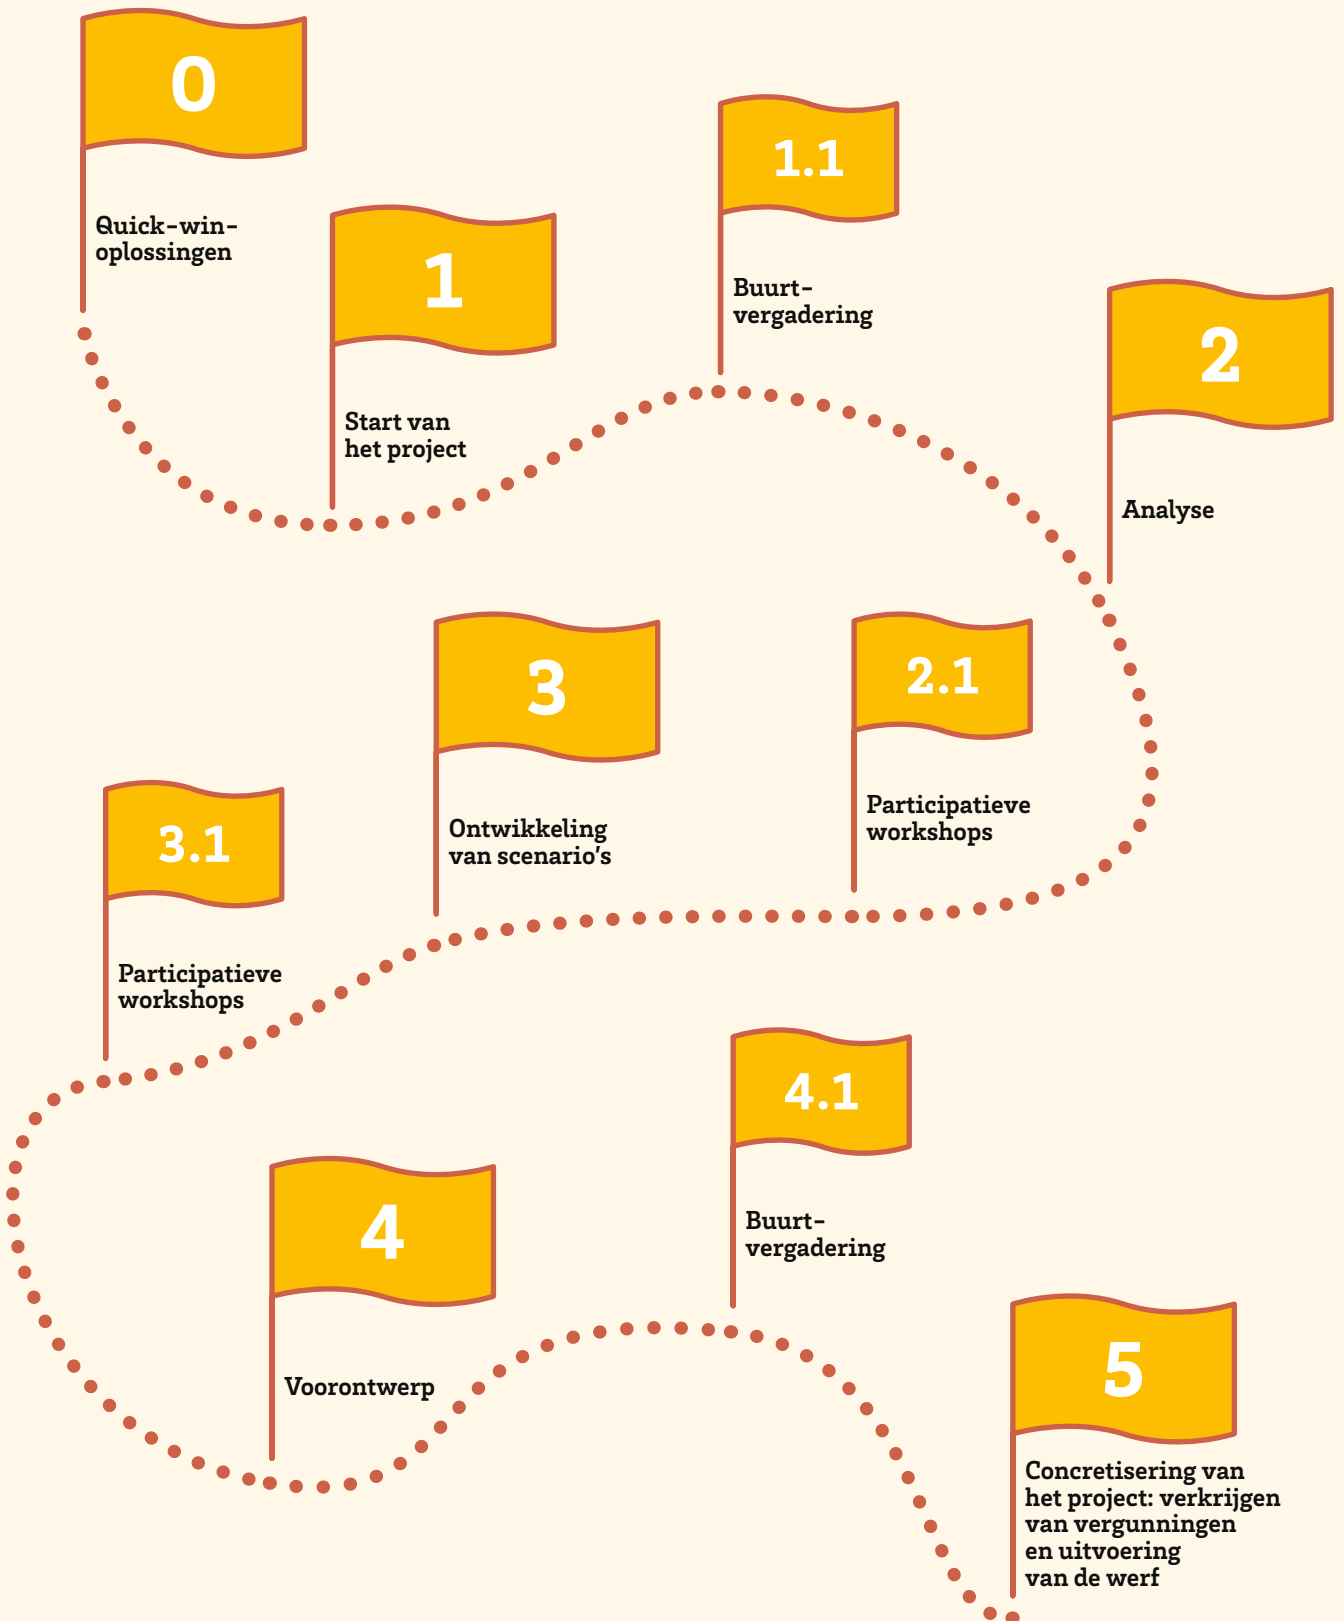 0
Quick-win-
oplossingen
1
Start van
het project
1.1
Buurt-
vergadering
2
Analyse
2.1
Participatieve
workshops
3
Ontwikkeling
van scenario's
3.1
Participatieve
workshops
4
Voorontwerp
4.1
Buurt-
vergadering
5
Concretisering van
het project: verkrijgen
van vergunningen
en uitvoering
van de werf